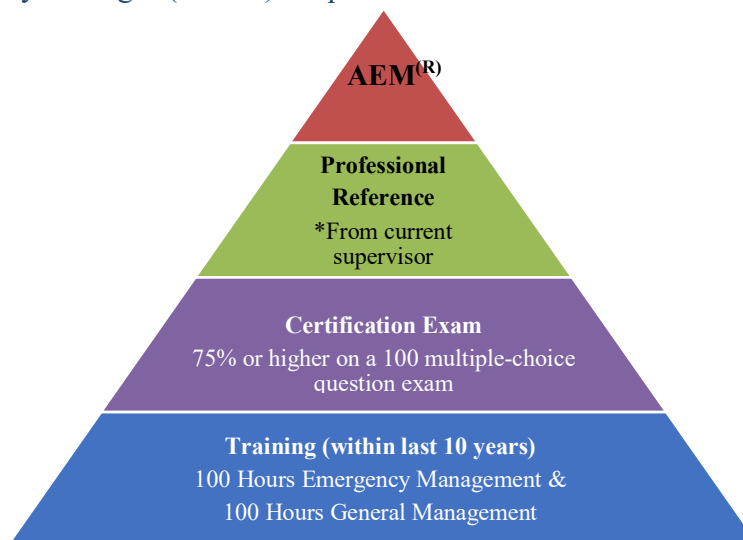 AEM(R)
Professional
Reference
*From current
supervisor
Certification Exam
75% or higher on a 100 multiple-choice
question exam
Training (within last 10 years)
100 Hours Emergency Management &
100 Hours General Management